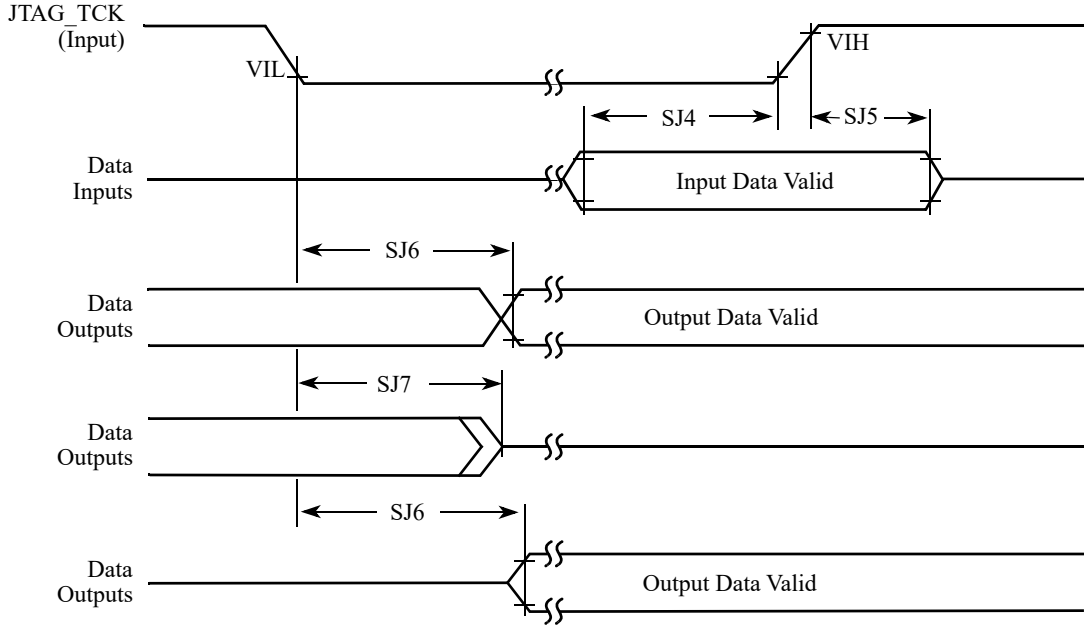 JTAG_TCK
(Input)
VIL
VIH
SJ4
SJ5
Data
Inputs
Input Data Valid
SJ6
Data
Outputs
Output Data Valid
SJ7
Data
Outputs
SJ6
Data
Outputs
Output Data Valid